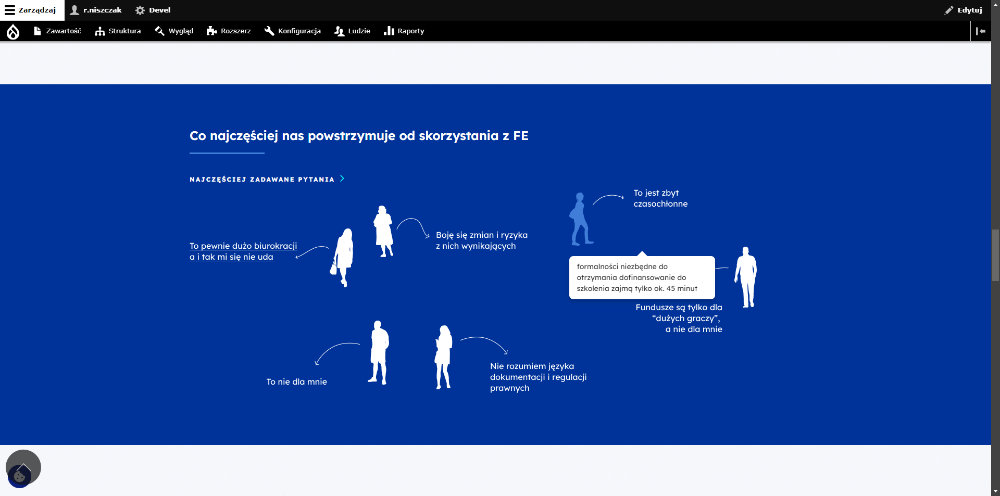 Zarządzaj
r.niszczak
Devel
Edytuj
Zawartość
Struktura
Wygląd
Rozszerz
Konfiguracja
Ludzie
Raporty
Co najczęściej nas powstrzymuje od skorzystania z FE
NAJCZĘŚCIEJ ZADAWANE PYTANIA
To jest zbyt
czasochłonne
Boję się zmian i ryzyka
z nich wynikających
To pewnie dużo biurokracji
a i tak mi się nie uda
formalności niezbędne do
otrzymania dofinansowanie do
szkolenia zajmą tylko ok. 45 minut
Fundusze są tylko dla
“dużych graczy”,
a nie dla mnie
To nie dla mnie
Nie rozumiem języka
dokumentacji i regulacji
prawnych